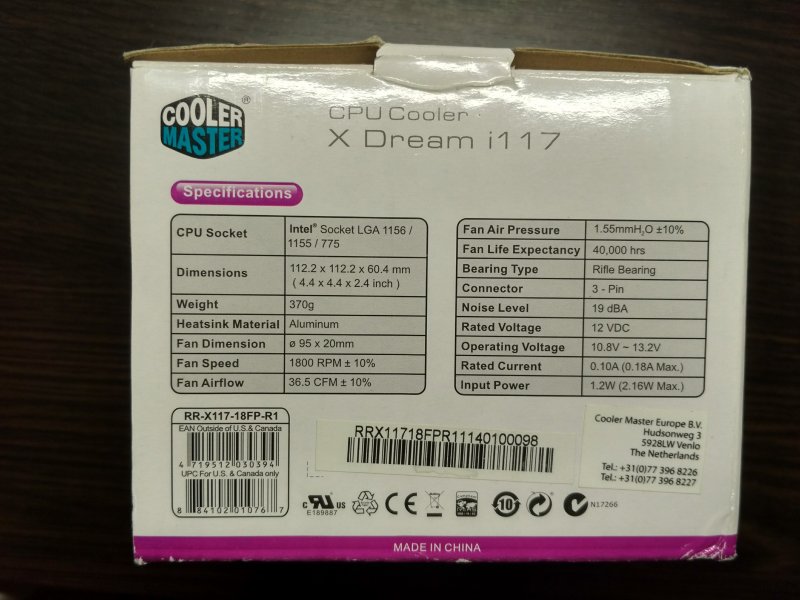 COOLER
MASTER
®
CPU Cooler
X Dream i117
Specifications
CPU Socket Intel® Socket LGA 1156 /
1155 / 775
Dimensions 112.2 x 112.2 x 60.4 mm
( 4.4 x 4.4 x 2.4 inch )
Weight 370g
Heatsink Material Aluminum
Fan Dimension ø 95 x 20mm
Fan Speed 1800 RPM ± 10%
Fan Airflow 36.5 CFM ± 10%
Fan Air Pressure 1.55mmH₂O ±10%
Fan Life Expectancy 40,000 hrs
Bearing Type Rifle Bearing
Connector 3 - Pin
Noise Level 19 dBA
Rated Voltage 12 VDC
Operating Voltage 10.8V ~ 13.2V
Rated Current 0.10A (0.18A Max.)
Input Power 1.2W (2.16W Max.)
RR-X117-18FP-R1
EAN Outside of U.S.& Canada
4 719512 030394
UPC For U.S. & Canada only
8 84102 01076 7
RRX11718FPR11140100098
Cooler Master Europe B.V.
Hudsonweg 3
5928LW Venlo
The Netherlands
Tel.: +31(0)77 396 8226
Tel.: +31(0)77 396 8227
C US
E189887
CE
10
N17266
MADE IN CHINA